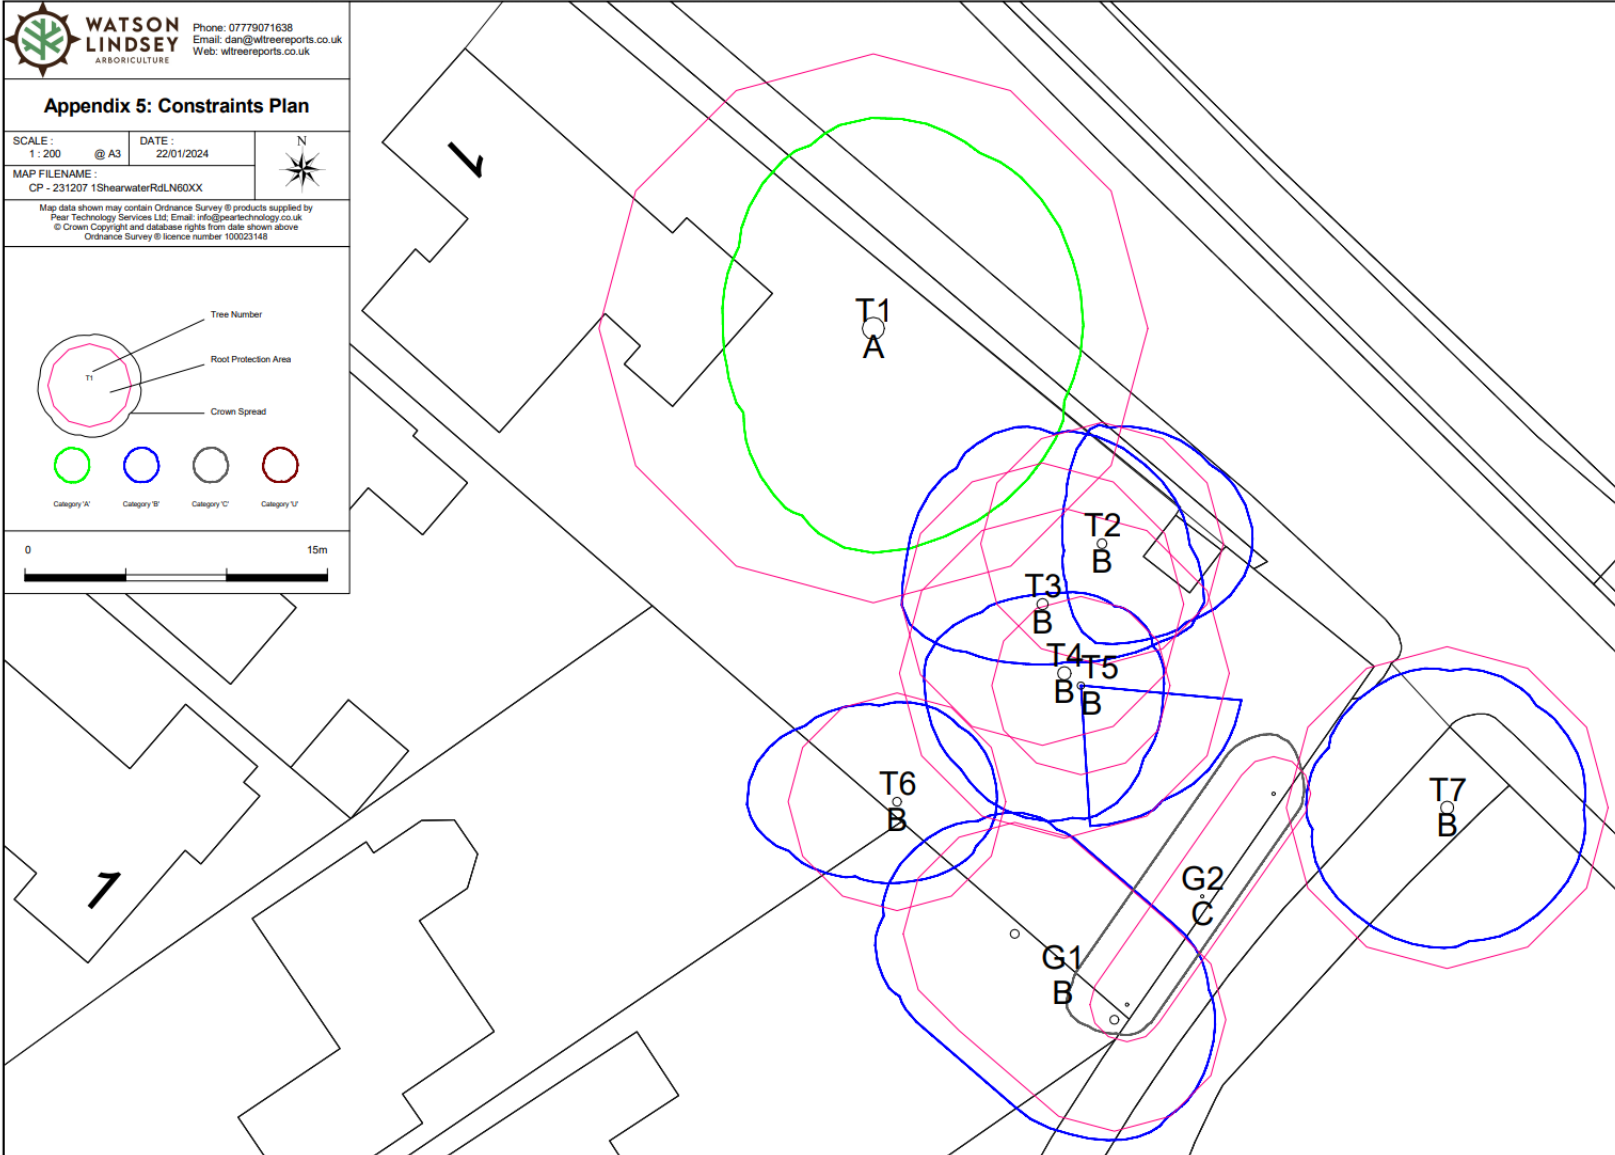 WATSON
LINDSEY
ARBORICULTURE
Phone: 07779071638
Email: dan@wltreereports.co.uk
Web: wltreereports.co.uk
Appendix 5: Constraints Plan
SCALE :
1 : 200 @ A3
DATE :
22/01/2024
N
MAP FILENAME :
CP - 231207 1ShearwaterRdLN60XX
Map data shown may contain Ordnance Survey ® products supplied by
Pear Technology Services Ltd; Email: info@peartechnology.co.uk
© Crown Copyright and database rights from date shown above
Ordnance Survey ® licence number 100023148
Tree Number
T1
Root Protection Area
Crown Spread
Category 'A'
Category 'B'
Category 'C'
Category 'U'
0 15m
1
T1
A
T2
B
T3
B
T4
B
T5
B
T6
B
T7
B
G2
C
G1
B
1